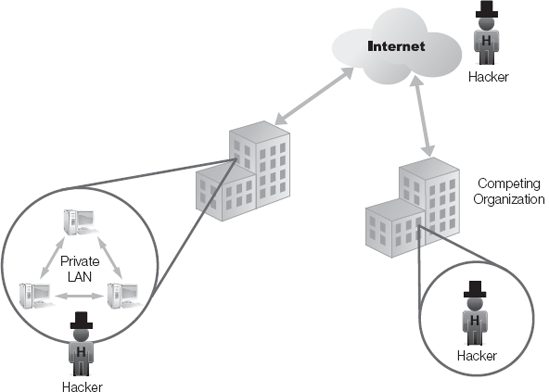 Internet
H
Hacker
Competing
Organization
Private
LAN
H
Hacker
H
Hacker